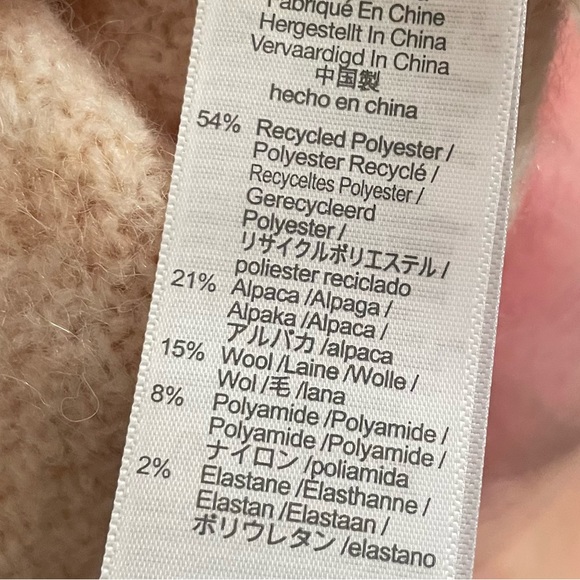 Fabriqué En Chine
Hergestellt In China
Vervaardigd In China
中国製
hecho en china
54% Recycled Polyester /
Polyester Recyclé /
Recyceltes Polyester /
Gerecycleerd
Polyester /
リサイクルポリエステル /
poliester reciclado
21% Alpaca /Alpaga /
Alpaka /Alpaca /
アルパカ /alpaca
15% Wool /Laine /Wolle /
Wol /毛 /lana
8% Polyamide /Polyamide /
Polyamide /Polyamide /
ナイロン /poliamida
2% Elastane /Élasthanne /
Elastan /Elastaan /
ポリウレタン /elastano